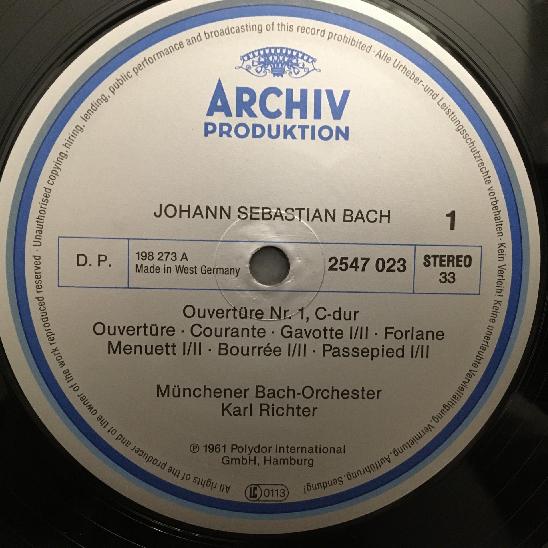 ARCHIV
PRODUKTION
JOHANN SEBASTIAN BACH
1
D. P.
198 273 A
Made in West Germany
2547 023
STEREO
33
Ouvertüre Nr. 1, C-dur
Ouvertüre · Courante · Gavotte I/II · Forlane
Menuett I/II · Bourrée I/II · Passepied I/II
Münchener Bach-Orchester
Karl Richter
℗ 1961 Polydor International
GmbH, Hamburg
LC 0113
All rights of the producer and of the owner of the work reproduced reserved · Unauthorised copying, hiring, lending, public performance and broadcasting of this record prohibited · Alle Urheber- und Leistungsschutzrechte vorbehalten · Kein Verleih! Keine unerlaubte Vervielfältigung, Vermietung, Aufführung, Sendung!